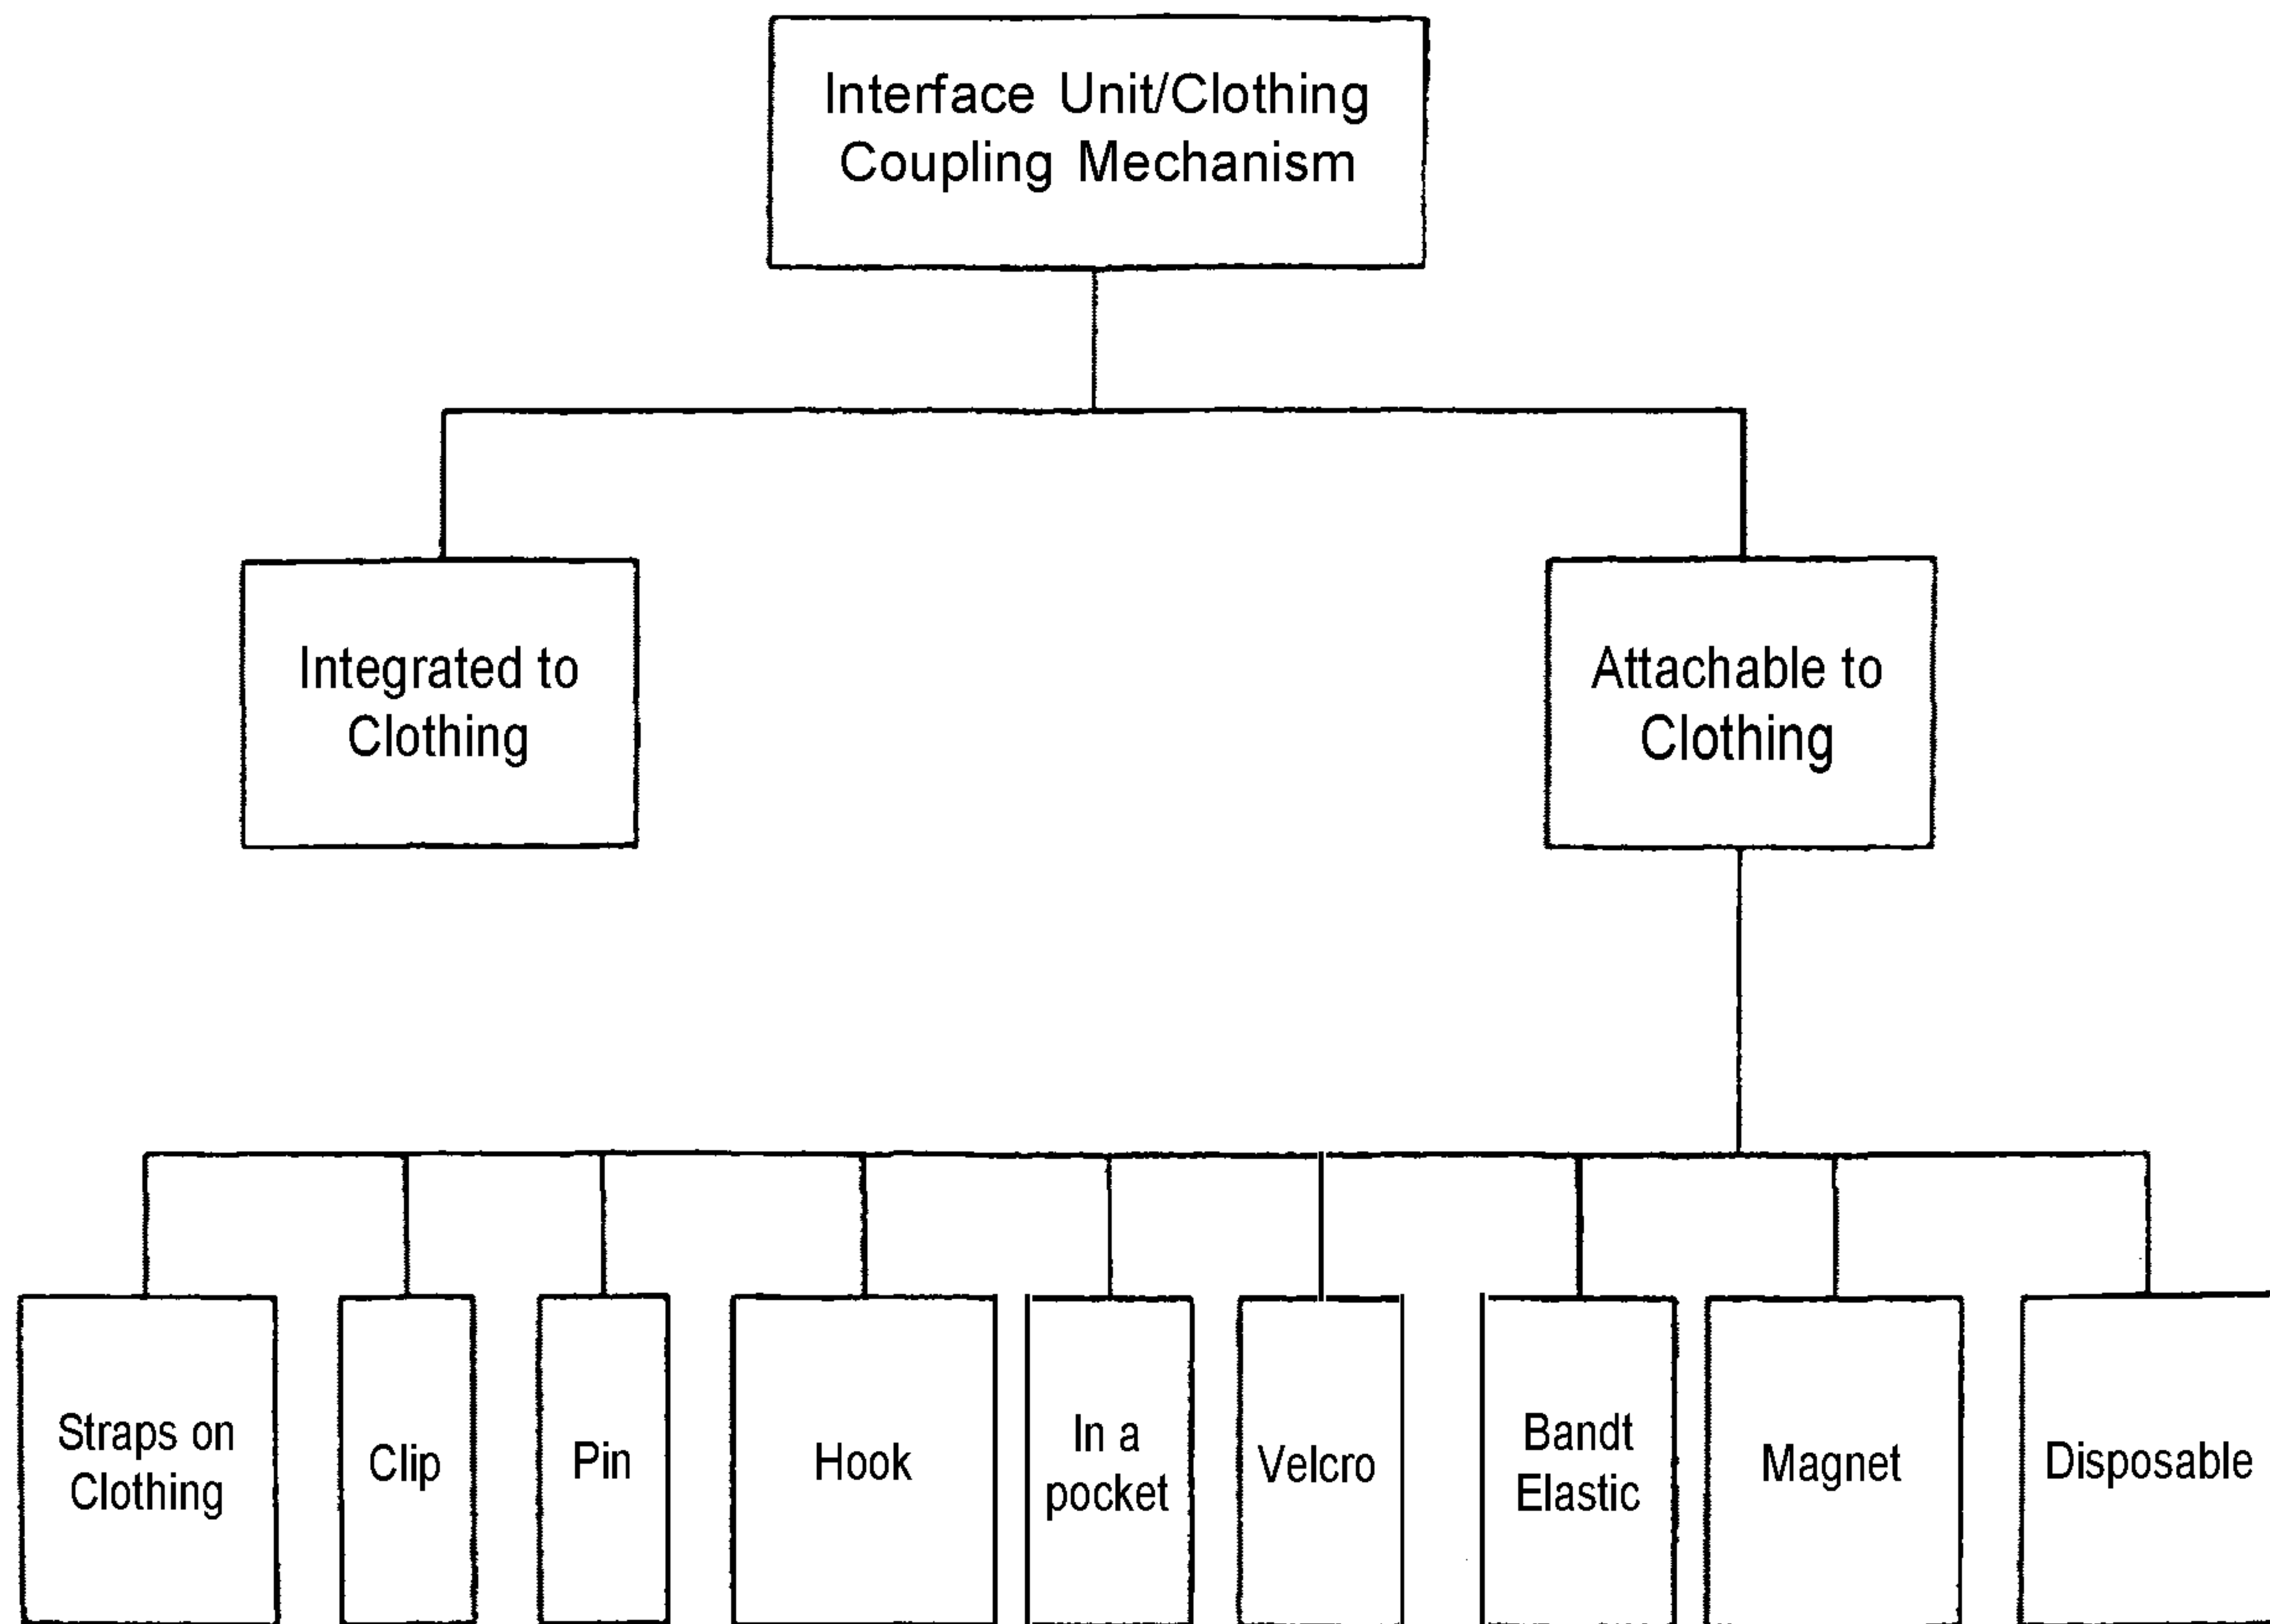 Interface Unit/Clothing
Coupling Mechanism
Integrated to
Clothing
Attachable to
Clothing
Straps on
Clothing
Clip
Pin
Hook
In a
pocket
Velcro
Bandt
Elastic
Magnet
Disposable